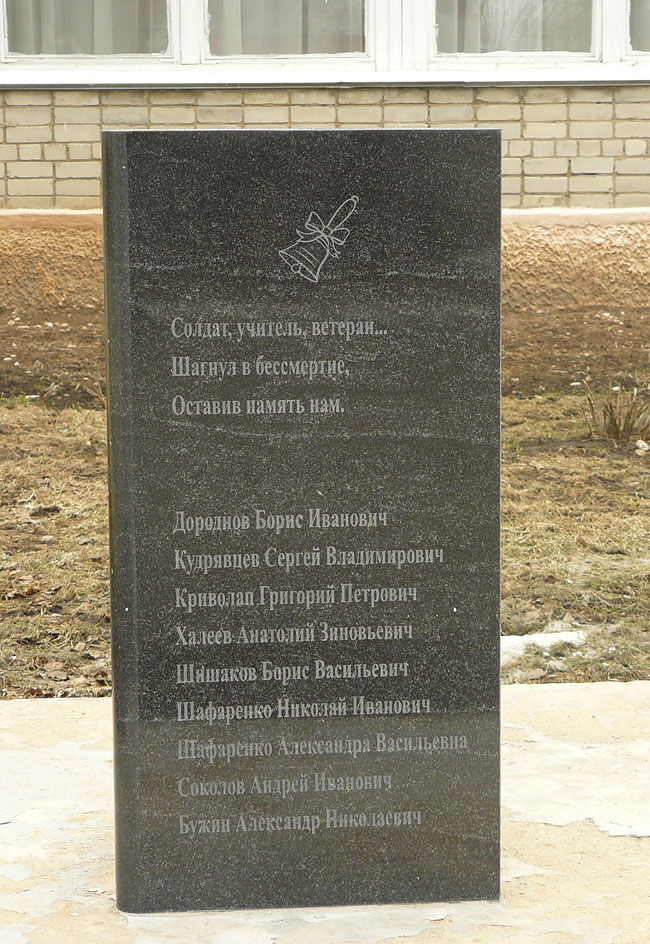 Солдат, учитель, ветеран...
Шагнул в бессмертие,
Оставив память нам.
Дороднов Борис Иванович
Кудрявцев Сергей Владимирович
Криволап Григорий Петрович
Халеев Анатолий Зиновьевич
Шишаков Борис Васильевич
Шафаренко Николай Иванович
Шафаренко Александра Васильевна
Соколов Андрей Иванович
Бужин Александр Николаевич